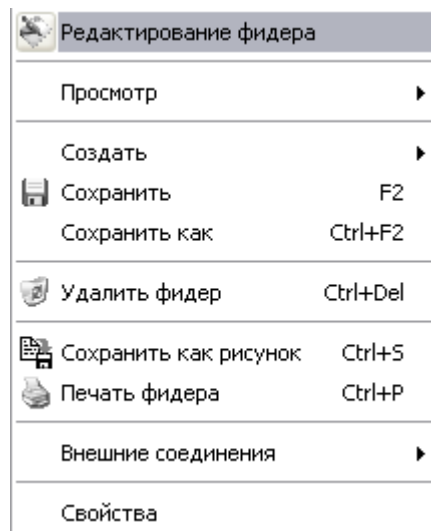 Редактирование фидера
Просмотр
Создать
Сохранить F2
Сохранить как Ctrl+F2
Удалить фидер Ctrl+Del
Сохранить как рисунок Ctrl+S
Печать фидера Ctrl+P
Внешние соединения
Свойства